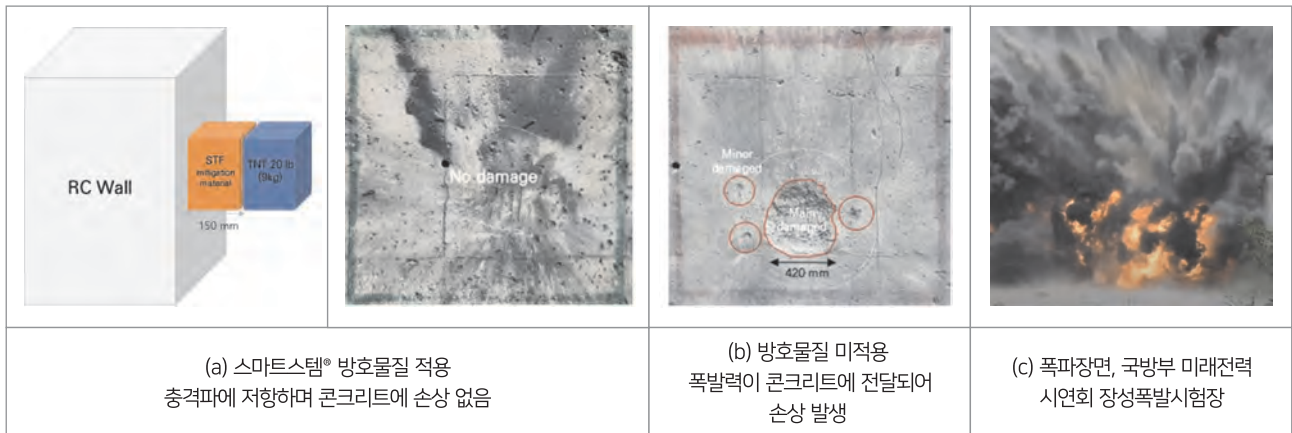 RC Wall
STF
mitigation
material
TNT 20 lb
(9kg)
150 mm
No damage
Minor
damaged
Main
damaged
420 mm
(a) 스마트스템® 방호물질 적용
충격파에 저항하며 콘크리트에 손상 없음
(b) 방호물질 미적용
폭발력이 콘크리트에 전달되어
손상 발생
(c) 폭파장면, 국방부 미래전력
시연회 장성폭발시험장